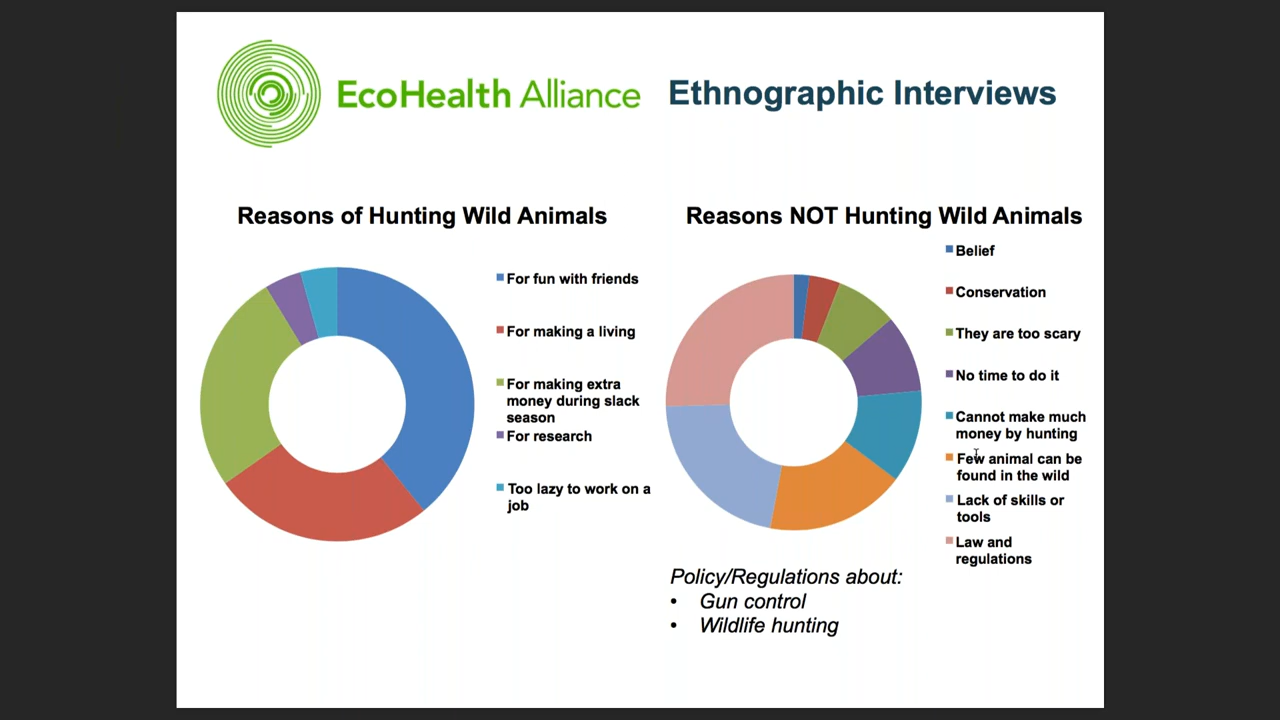 EcoHealth Alliance
Ethnographic Interviews
Reasons of Hunting Wild Animals
For fun with friends
For making a living
For making extra
money during slack
season
For research
Too lazy to work on a
job
Reasons NOT Hunting Wild Animals
Belief
Conservation
They are too scary
No time to do it
Cannot make much
money by hunting
Few animal can be
found in the wild
Lack of skills or
tools
Law and
regulations
Policy/Regulations about:
• Gun control
• Wildlife hunting